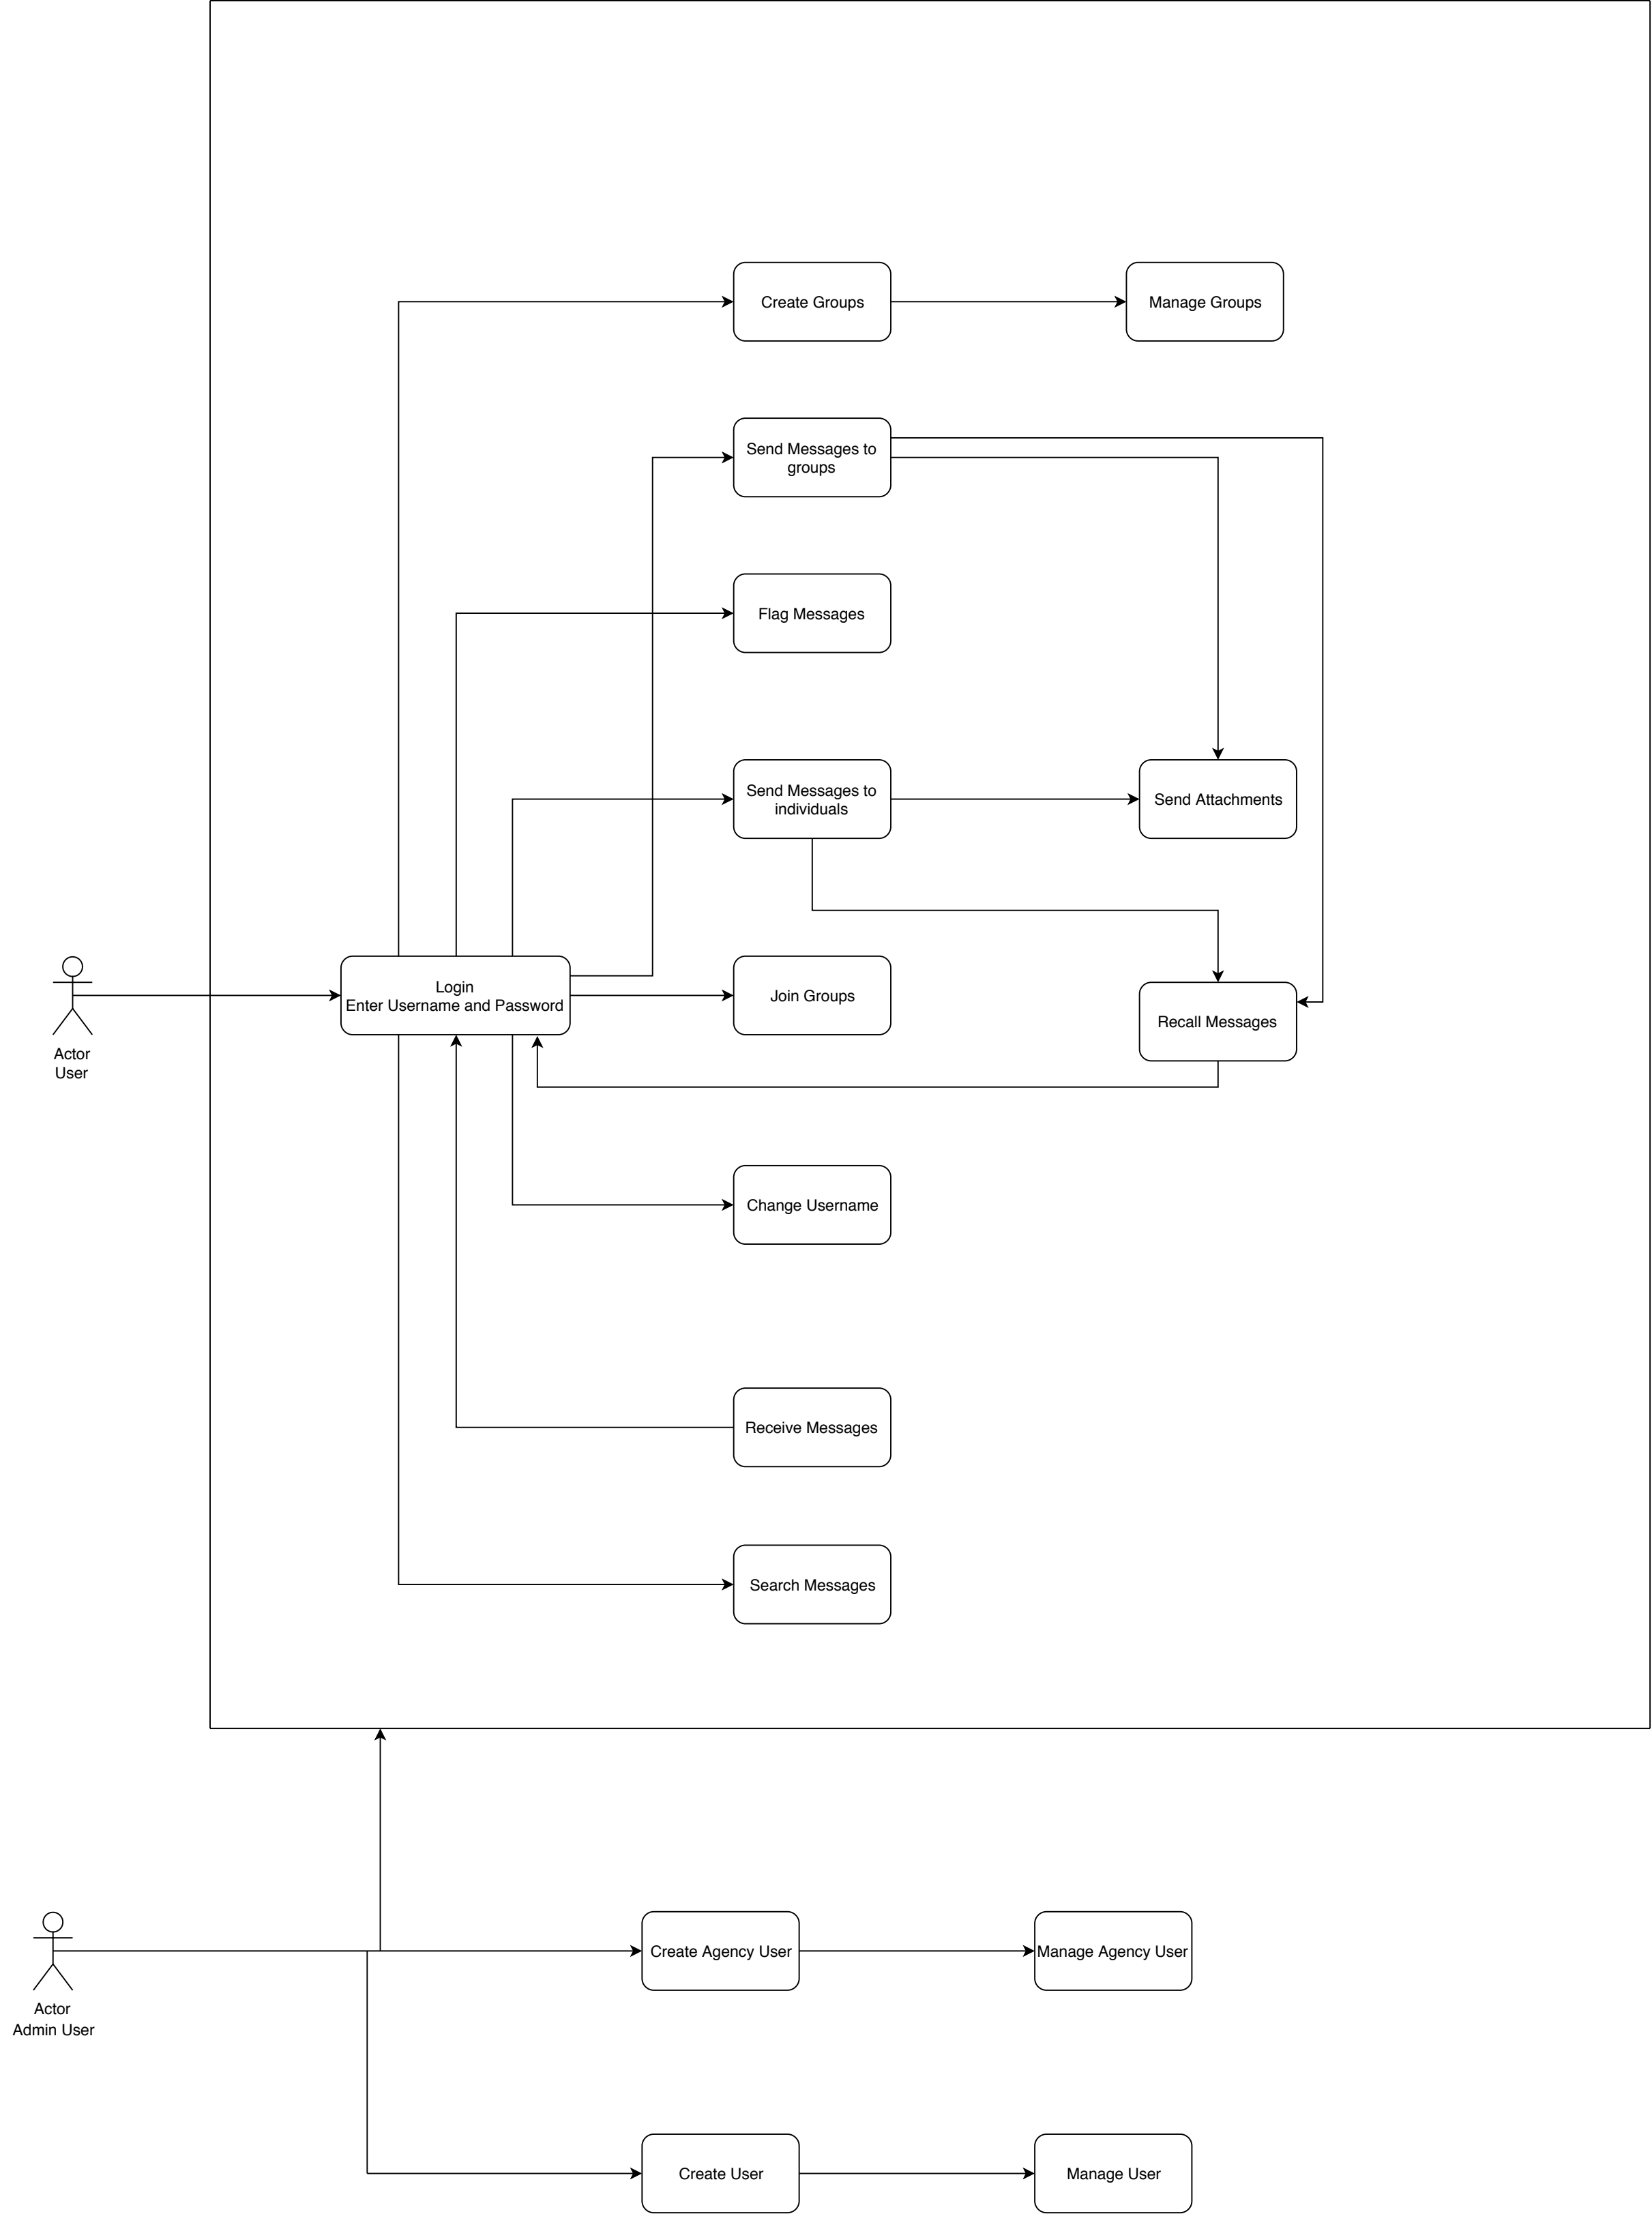 Create Groups
Manage Groups
Send Messages to
groups
Flag Messages
Send Messages to
individuals
Send Attachments
Login
Enter Username and Password
Join Groups
Recall Messages
Actor
User
Change Username
Receive Messages
Search Messages
Create Agency User
Manage Agency User
Actor
Admin User
Create User
Manage User